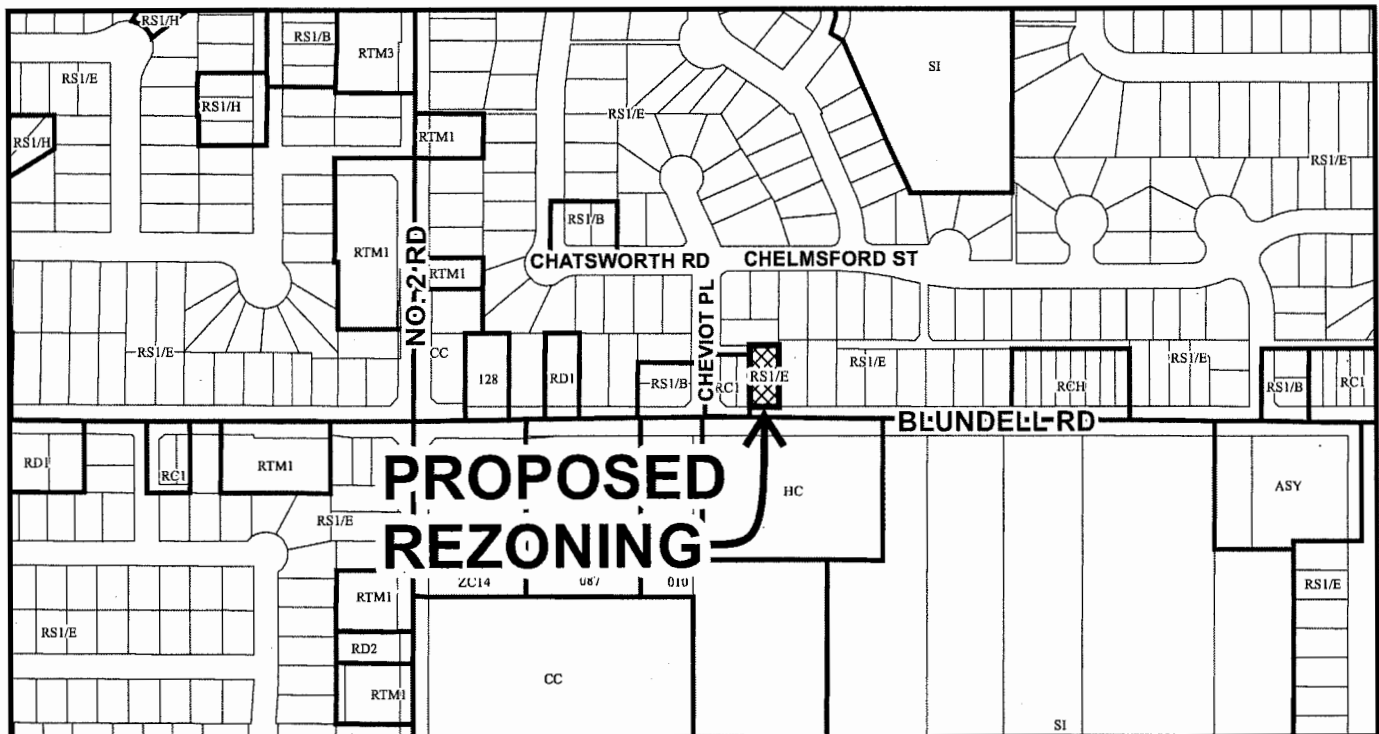 RS1/H
RS1/B
RTM3
RS1/E
SI
RS1/H
RS1/E
RTM1
RS1/H
RS1/E
RS1/B
RTM1
NO. 2 RD
RTM1
CHATSWORTH RD
CHELMSFORD ST
CHEVIOT PL
RS1/E
CC
128
RD1
RS1/B
RC1
RS1/E
RS1/E
RCH
RS1/E
RS1/B
RC1
BLUNDELL RD
RD1
RC1
RTM1
PROPOSED
REZONING
HC
ASY
RS1/E
ZC14
087
010
RTM1
RS1/E
RS1/E
RD2
RTM1
CC
SI